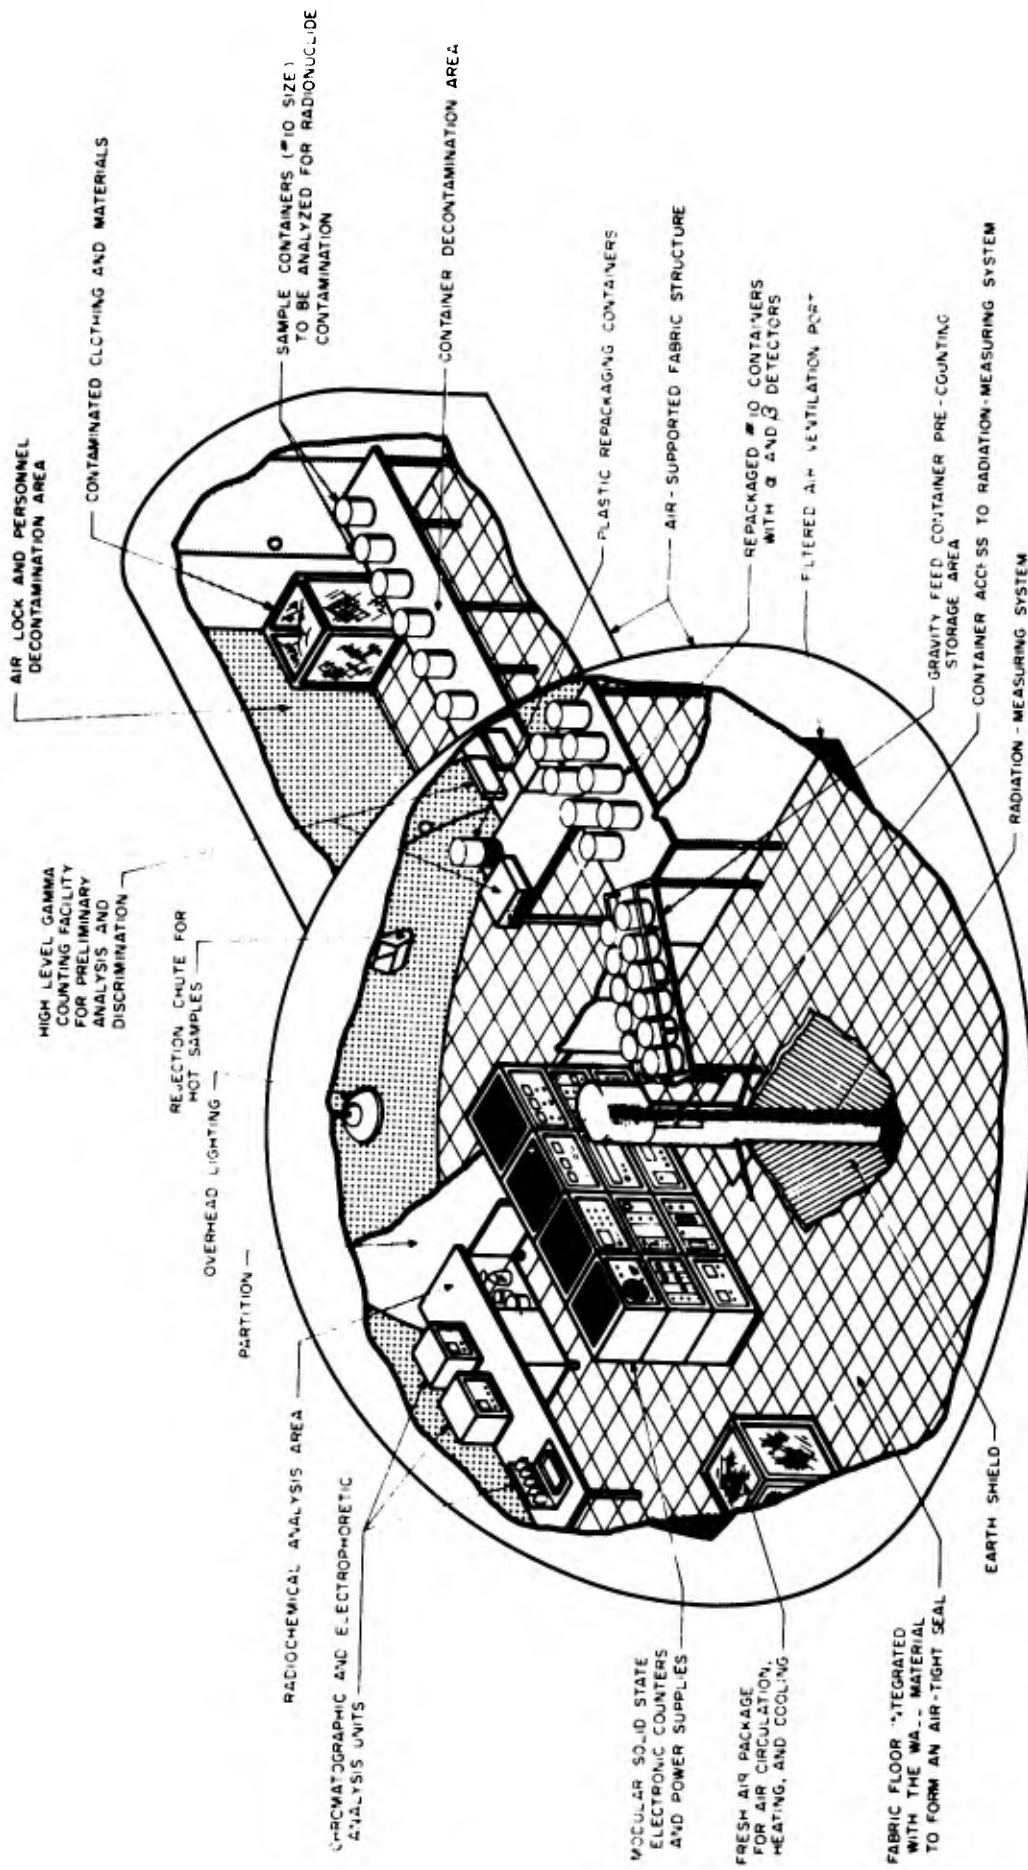 AIR LOCK AND PERSONNEL
DECONTAMINATION AREA
CONTAMINATED CLOTHING AND MATERIALS
SAMPLE CONTAINERS (#10 SIZE)
TO BE ANALYZED FOR RADIONUCLIDE
CONTAMINATION
CONTAINER DECONTAMINATION AREA
PLASTIC REPACKAGING CONTAINERS
AIR-SUPPORTED FABRIC STRUCTURE
REPACKAGED #10 CONTAINERS
WITH α AND β DETECTORS
FILTERED AIR VENTILATION PORT
GRAVITY FEED CONTAINER PRE-COUNTING
STORAGE AREA
CONTAINER ACCESS TO RADIATION-MEASURING SYSTEM
RADIATION-MEASURING SYSTEM
HIGH LEVEL GAMMA
COUNTING FACILITY
FOR PRELIMINARY
ANALYSIS AND
DISCRIMINATION
REJECTION CHUTE FOR
HOT SAMPLES
OVERHEAD LIGHTING
PARTITION
RADIOCHEMICAL ANALYSIS AREA
CHROMATOGRAPHIC AND ELECTROPHORETIC
ANALYSIS UNITS
MODULAR SOLID STATE
ELECTRONIC COUNTERS
AND POWER SUPPLIES
FRESH AIR PACKAGE
FOR AIR CIRCULATION,
HEATING, AND COOLING
FABRIC FLOOR INTEGRATED
WITH THE WALL MATERIAL
TO FORM AN AIR-TIGHT SEAL
EARTH SHIELD